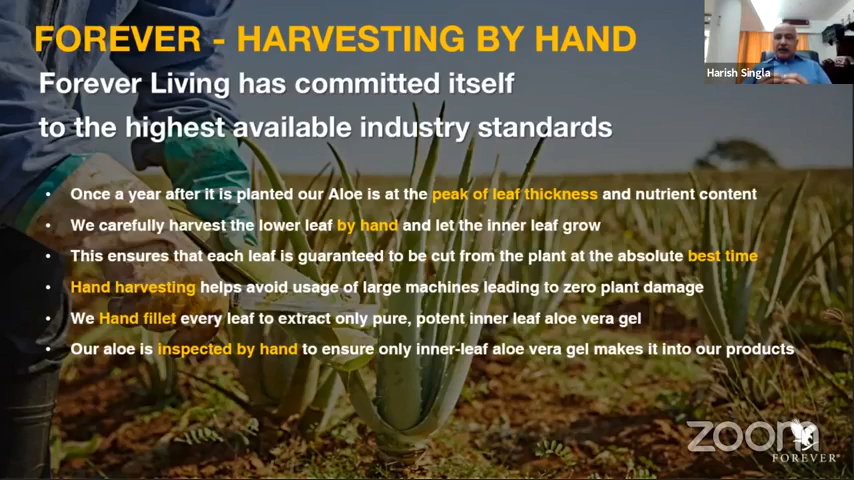 FOREVER - HARVESTING BY HAND
Harish Singla
Forever Living has committed itself
to the highest available industry standards
• Once a year after it is planted our Aloe is at the peak of leaf thickness and nutrient content
• We carefully harvest the lower leaf by hand and let the inner leaf grow
• This ensures that each leaf is guaranteed to be cut from the plant at the absolute best time
• Hand harvesting helps avoid usage of large machines leading to zero plant damage
• We Hand fillet every leaf to extract only pure, potent inner leaf aloe vera gel
• Our aloe is inspected by hand to ensure only inner-leaf aloe vera gel makes it into our products
zoom
FOREVER®